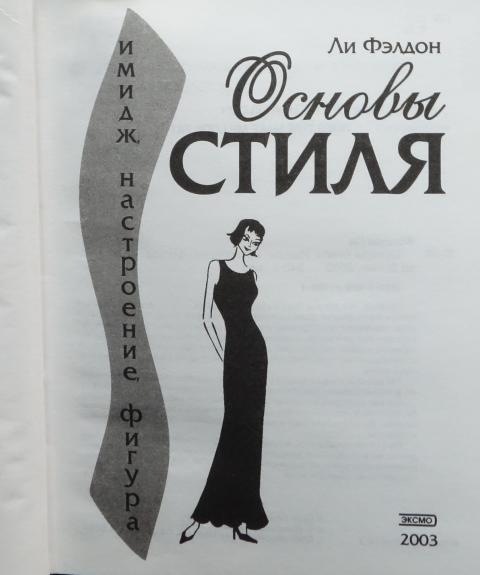 Ли Фэлдон
Основы
СТИЛЯ
имидж, настроение, фигура
ЭКСМО
2003